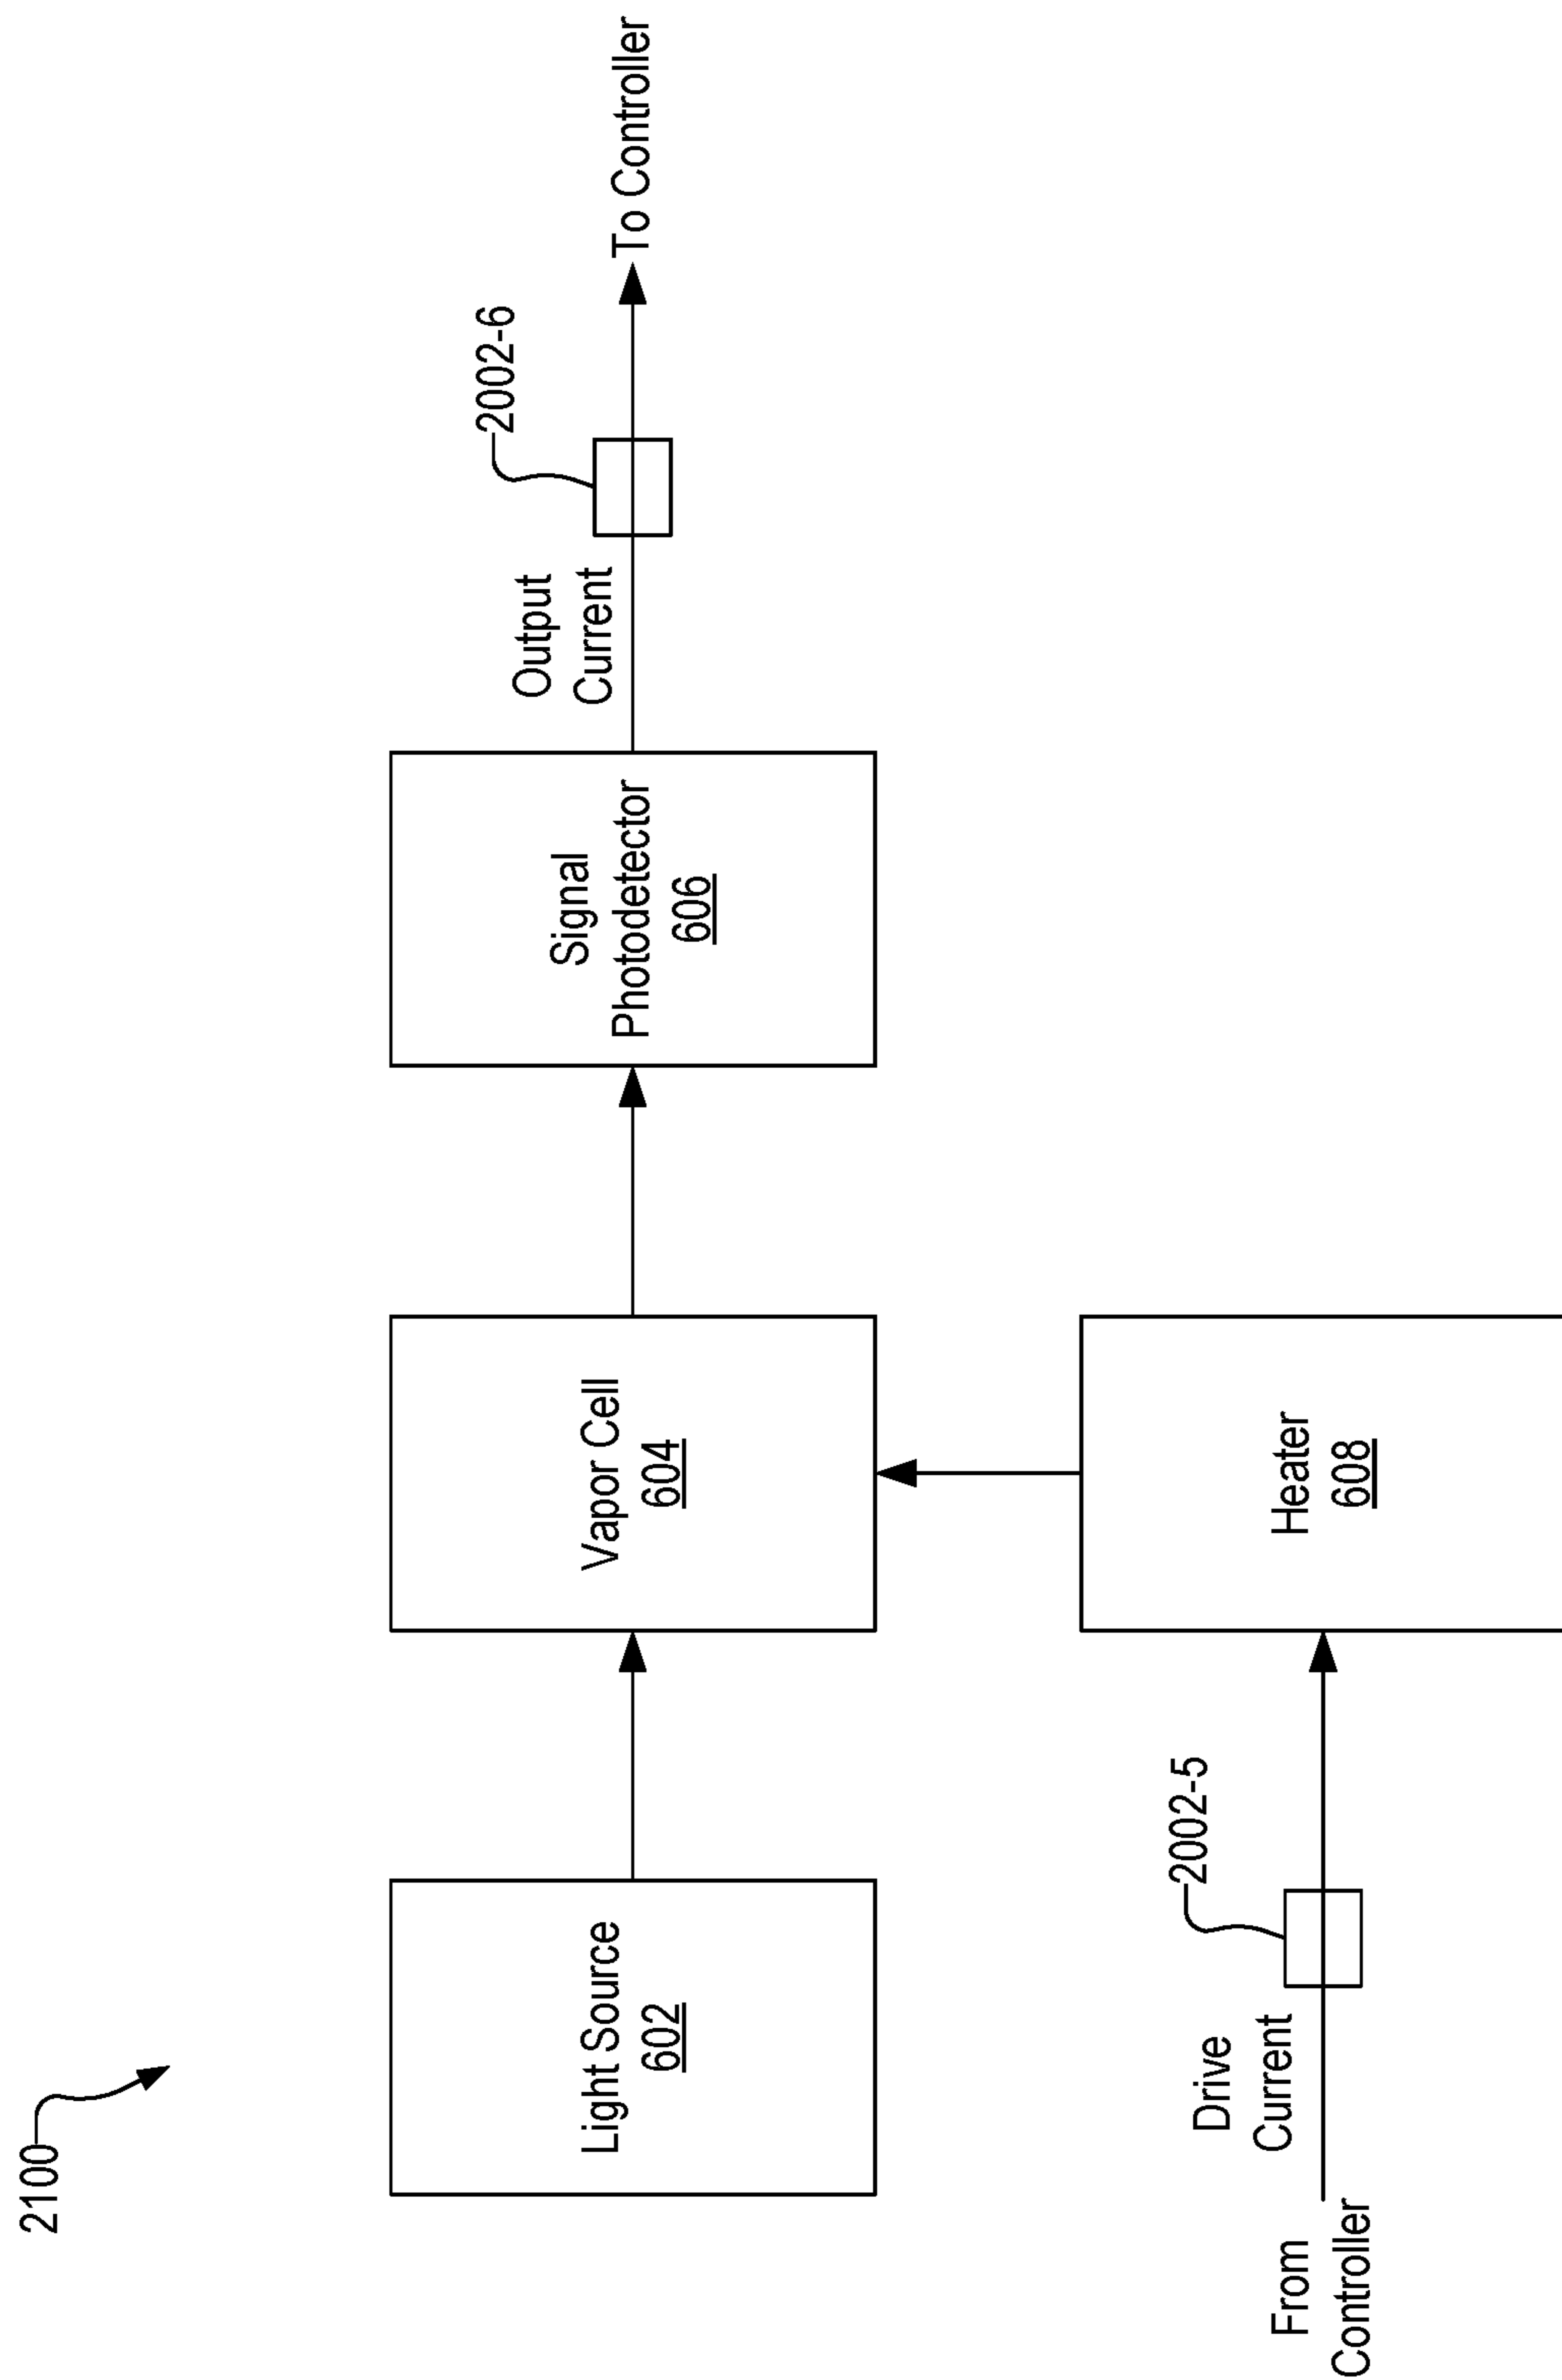 2100
Light Source
602
Vapor Cell
604
Signal
Photodetector
606
Output
Current
2002-6
To Controller
From
Controller
Drive
Current
2002-5
Heater
608